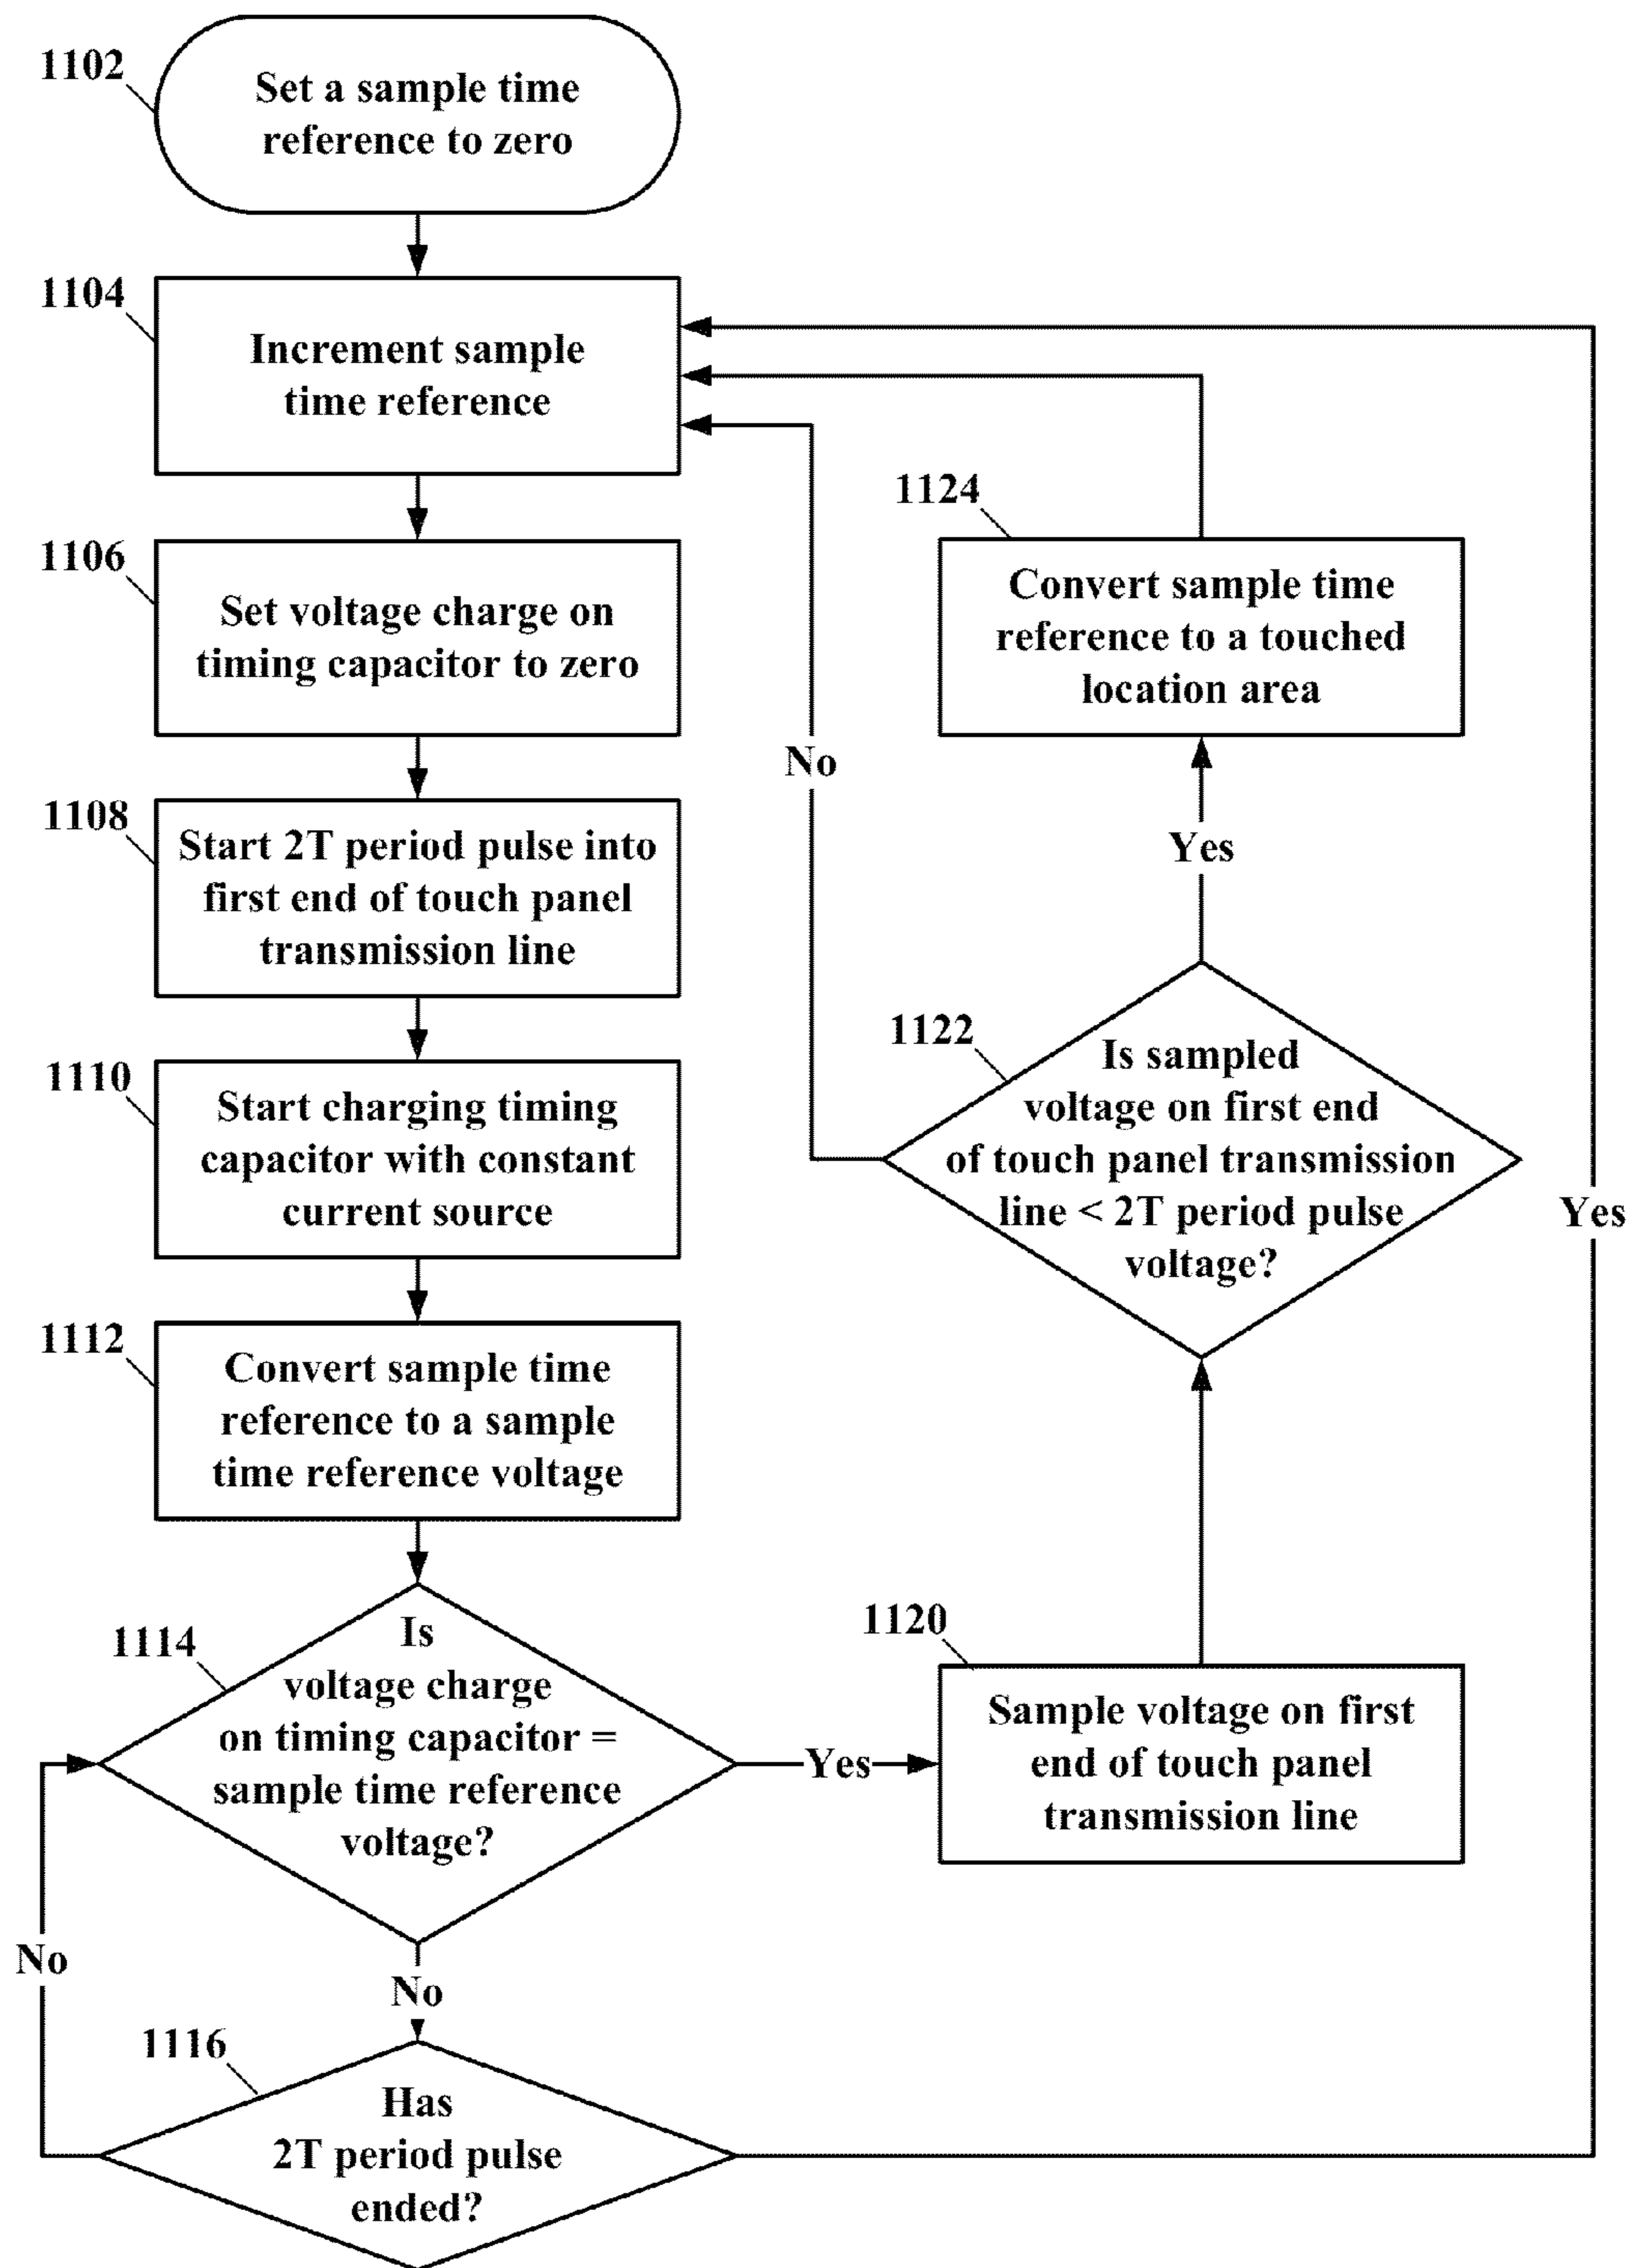 1102
Set a sample time
reference to zero
1104
Increment sample
time reference
1106
Set voltage charge on
timing capacitor to zero
1108
Start 2T period pulse into
first end of touch panel
transmission line
1110
Start charging timing
capacitor with constant
current source
1112
Convert sample time
reference to a sample
time reference voltage
1114
Is
voltage charge
on timing capacitor =
sample time reference
voltage?
Yes
No
No
1116
Has
2T period pulse
ended?
Yes
1120
Sample voltage on first
end of touch panel
transmission line
1122
Is sampled
voltage on first end
of touch panel transmission
line < 2T period pulse
voltage?
No
Yes
1124
Convert sample time
reference to a touched
location area